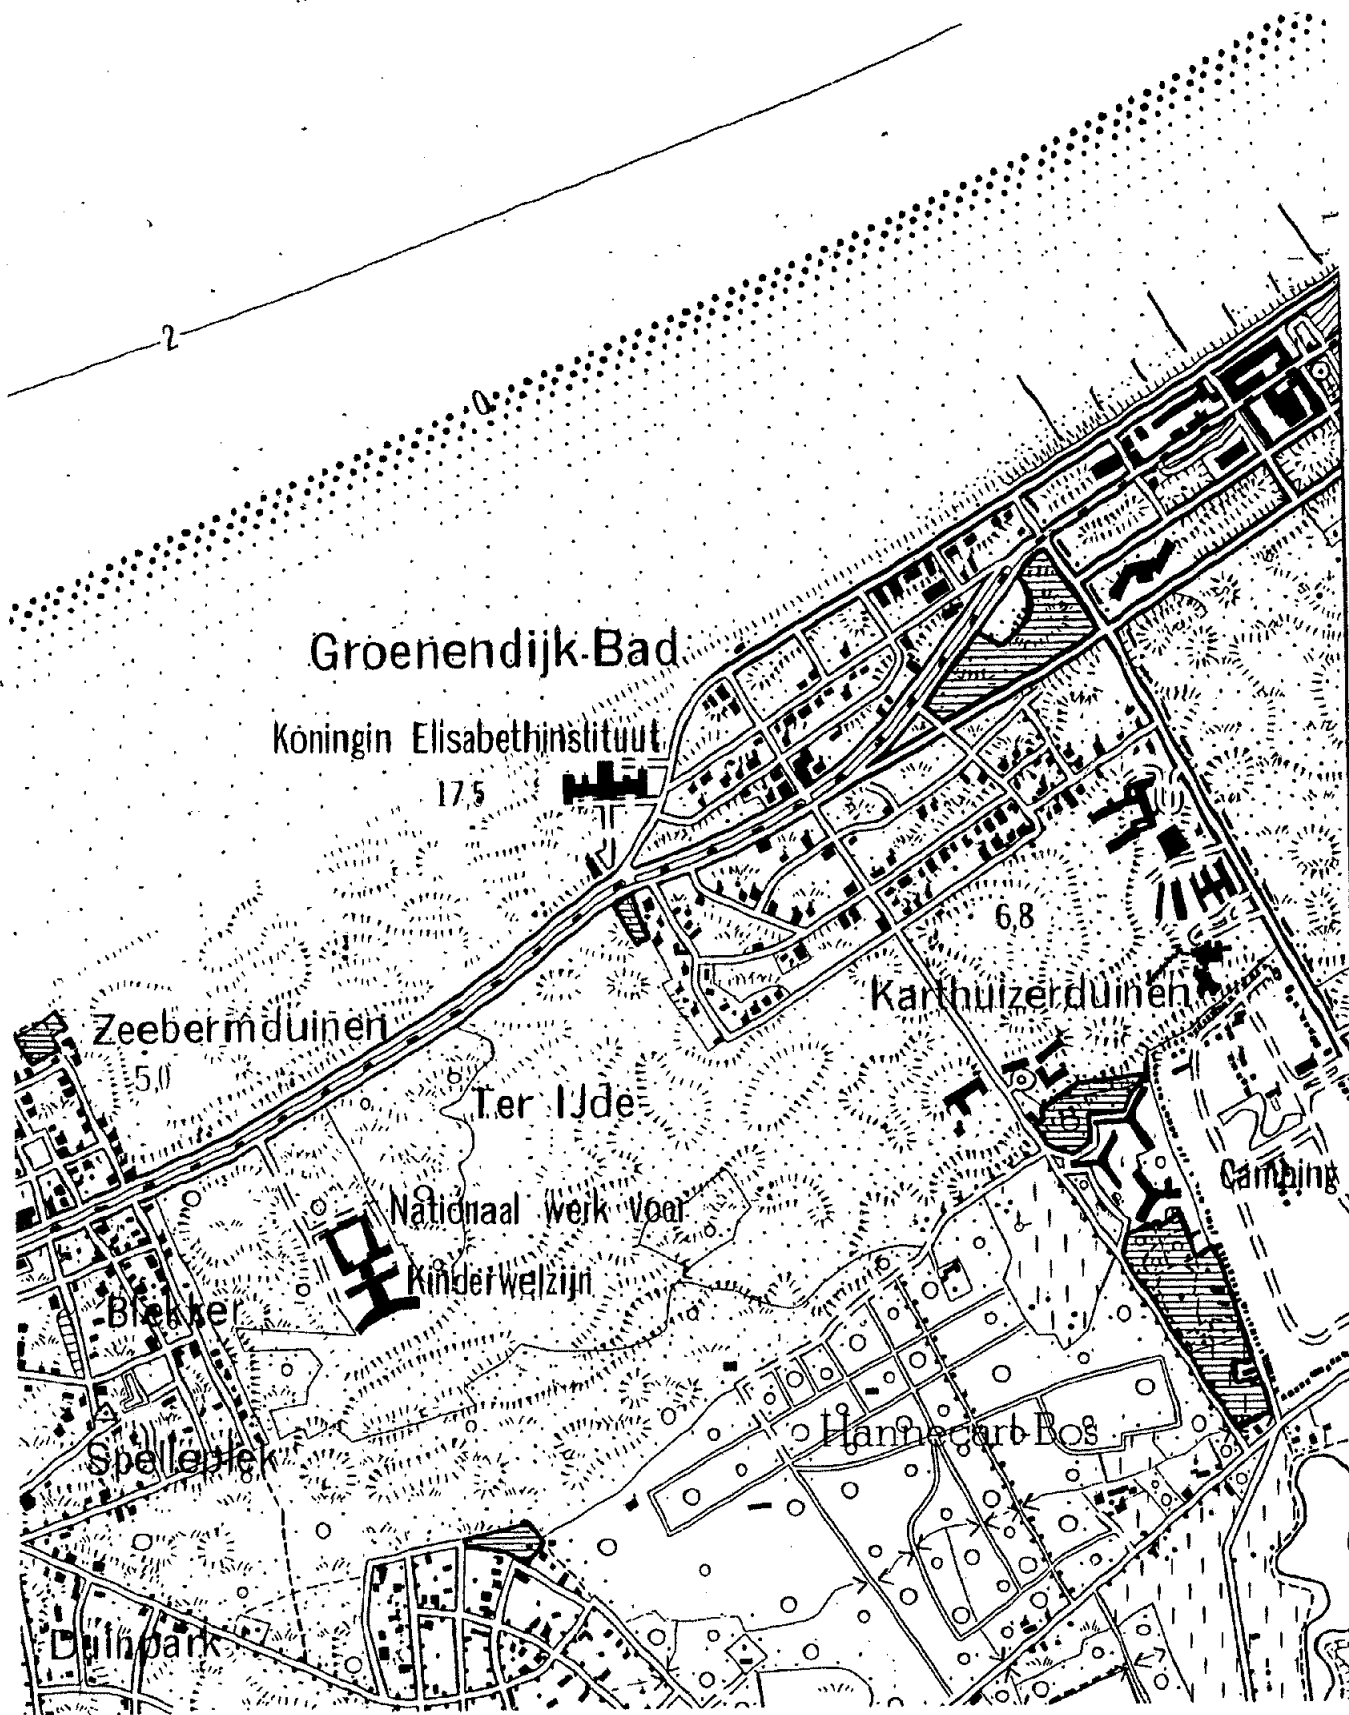 2
0
Groenendijk-Bad
Koningin Elisabethinstituut
17,5
6,8
Karthuizerduinen
Zeebermduinen
5,0
Ter IJde
Camping
Nationaal werk voor
Kinderwelzijn
Blekker
Hannecart-Bos
Spelleplek
Duinpark